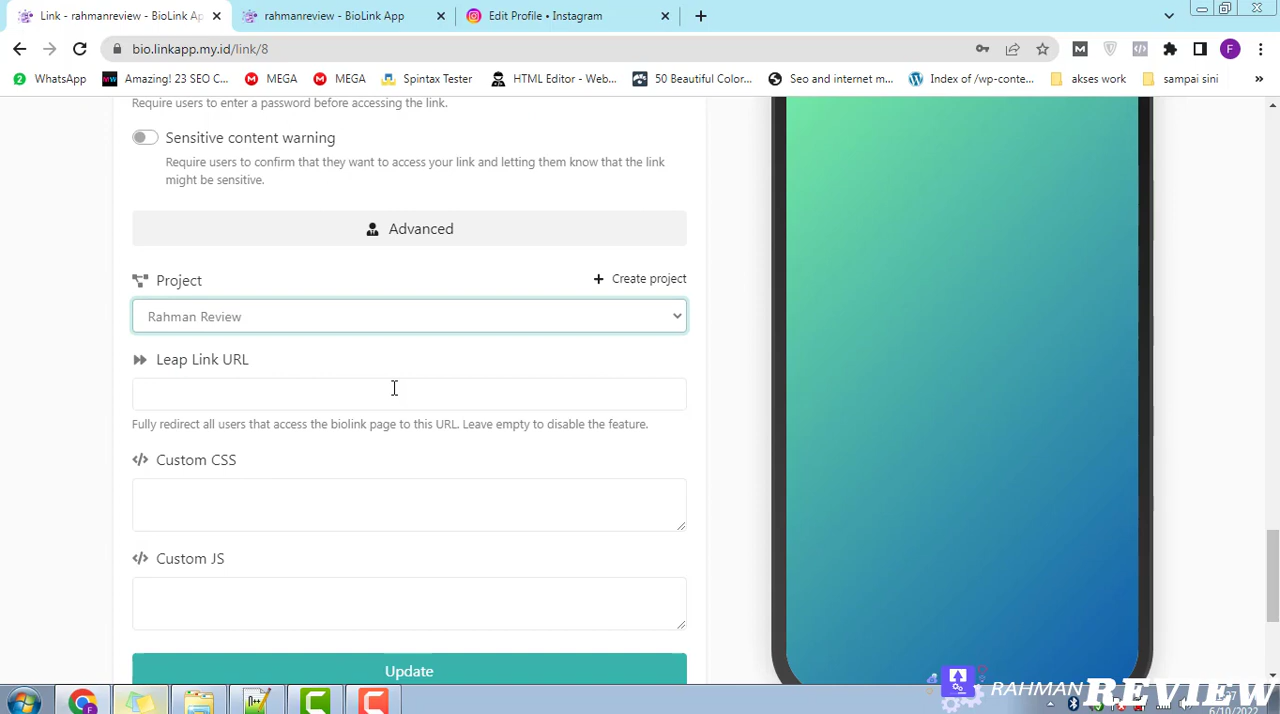 Link - rahmanreview - BioLink Ap
rahmanreview - BioLink App
Edit Profile • Instagram
bio.linkapp.my.id/link/8
F
2 WhatsApp
MW Amazing! 23 SEO C...
MEGA
MEGA
Spintax Tester
HTML Editor - Web...
50 Beautiful Color...
Seo and internet m...
Index of /wp-conte...
akses work
sampai sini
»
Require users to enter a password before accessing the link.
Sensitive content warning
Require users to confirm that they want to access your link and letting them know that the link
might be sensitive.
Advanced
Project
+ Create project
Rahman Review
Leap Link URL
Fully redirect all users that access the biolink page to this URL. Leave empty to disable the feature.
</> Custom CSS
</> Custom JS
Update
RAHMAN REVIEW
6/10/2022